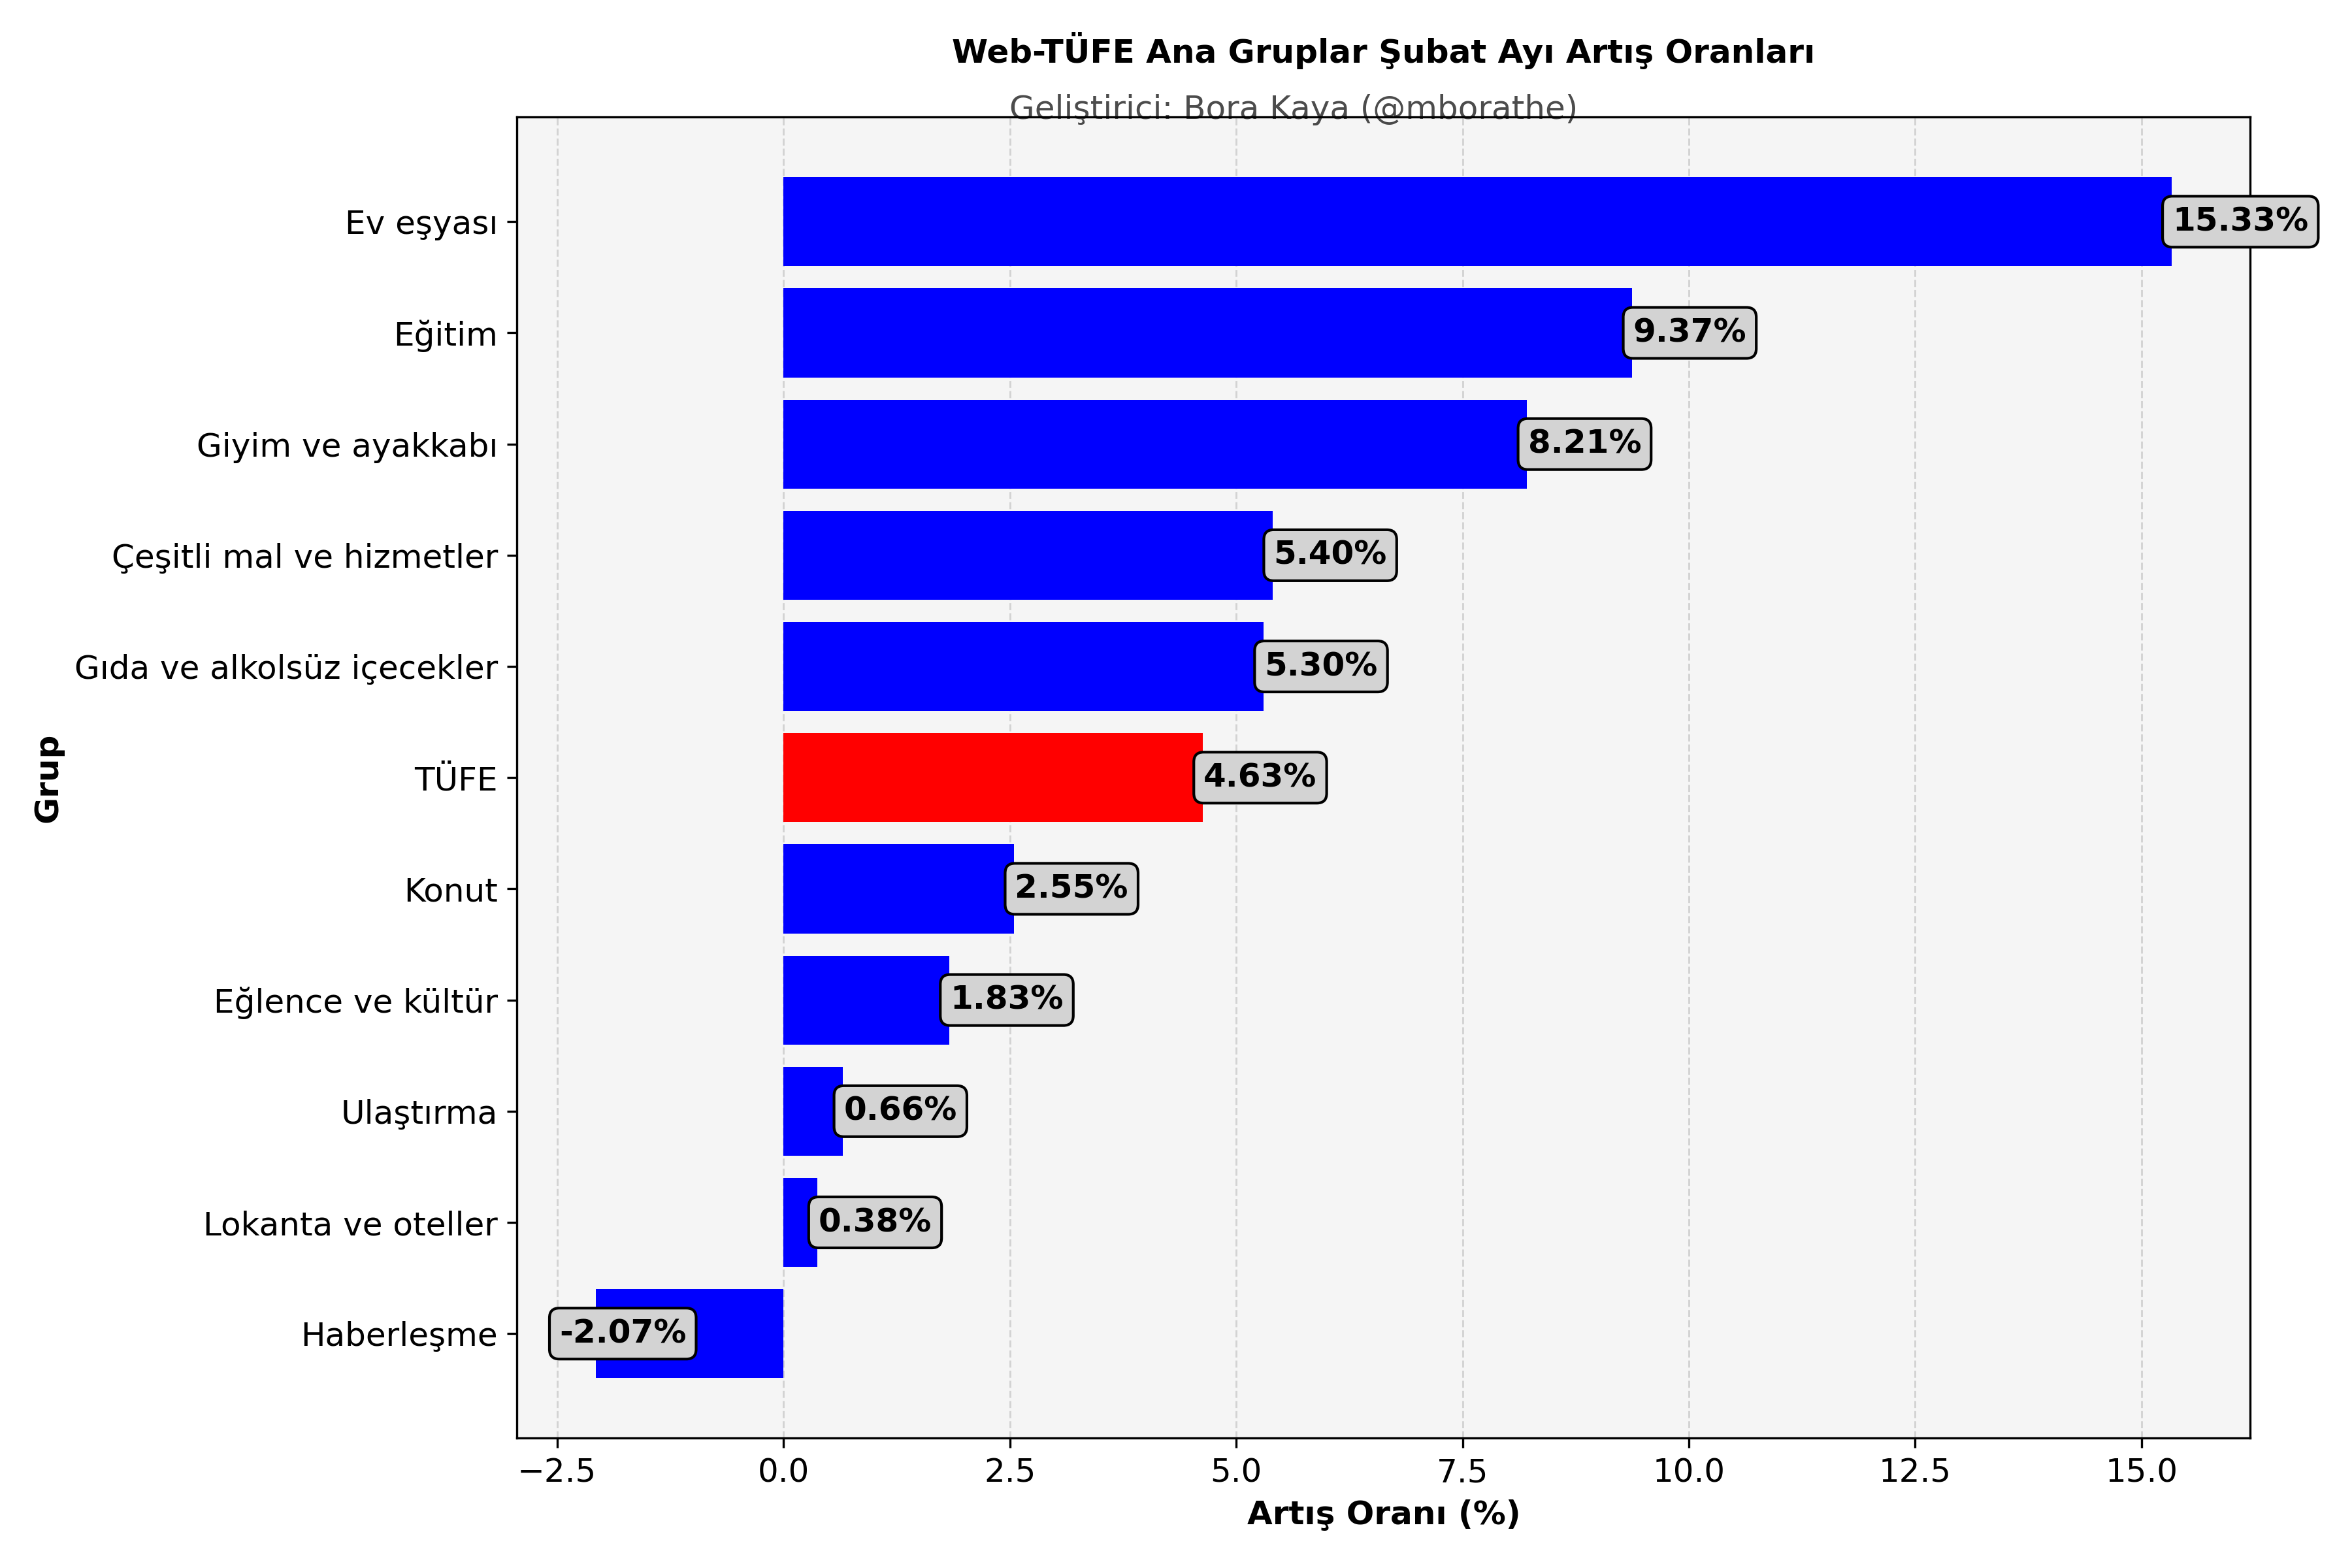 Web-TÜFE Ana Gruplar Şubat Ayı Artış Oranları
Geliştirici: Bora Kaya (@mborathe)
Ev eşyası 15.33%
Eğitim 9.37%
Giyim ve ayakkabı 8.21%
Çeşitli mal ve hizmetler 5.40%
Gıda ve alkolsüz içecekler 5.30%
TÜFE 4.63%
Konut 2.55%
Eğlence ve kültür 1.83%
Ulaştırma 0.66%
Lokanta ve oteller 0.38%
Haberleşme -2.07%
Grup
−2.5 0.0 2.5 5.0 7.5 10.0 12.5 15.0
Artış Oranı (%)